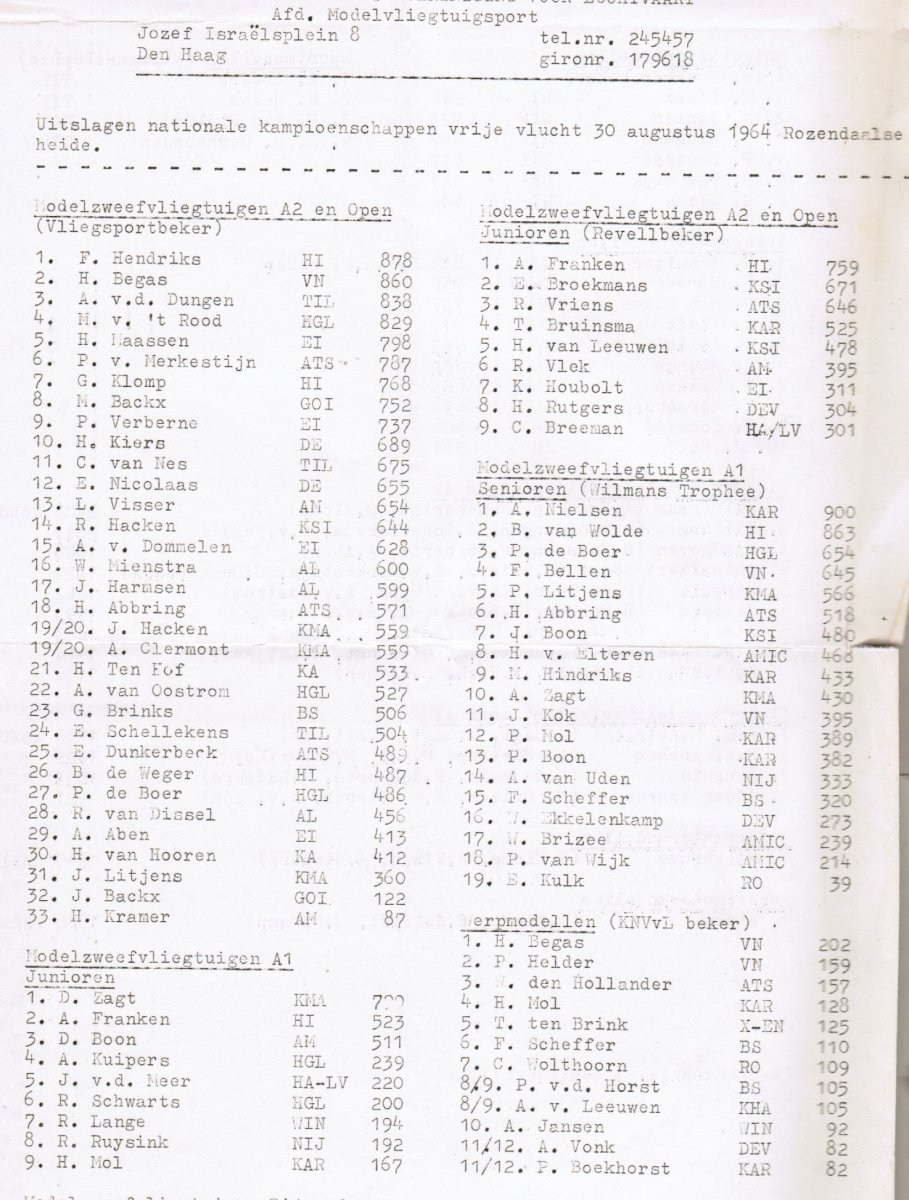 Afd. Modelvliegtuigsport
Jozef Israëlsplein 8 tel.nr. 245457
Den Haag gironr. 179618
Uitslagen nationale kampioenschappen vrije vlucht 30 augustus 1964 Rozendaalse
heide.
Modelzweefvliegtuigen A2 en Open
(Vliegsportbeker)
1. F. Hendriks HI 878
2. H. Begas VN 860
3. A. v.d. Dungen TIL 838
4. M. v. 't Rood HGL 829
5. H. Maassen EI 798
6. P. v. Merkestijn ATS 787
7. G. Klomp HI 768
8. M. Backx GOI 752
9. P. Verberne EI 737
10. H. Kiers DE 689
11. C. van Nes TIL 675
12. E. Nicolaas DE 655
13. L. Visser AM 654
14. R. Hacken KSI 644
15. A. v. Dommelen EI 628
16. W. Mienstra AL 600
17. J. Harmsen AL 599
18. H. Abbring ATS 571
19/20. J. Hacken KMA 559
19/20. A. Clermont KMA 559
21. H. Ten Hof KA 533
22. A. van Oostrom HGL 527
23. G. Brinks BS 506
24. E. Schellekens TIL 504
25. E. Dunkerbeck ATS 489
26. B. de Weger HI 487
27. P. de Boer HGL 486
28. R. van Dissel AL 456
29. A. Aben EI 413
30. H. van Hooren KA 412
31. J. Litjens KMA 360
32. J. Backx GOI 122
33. H. Kramer AM 87
Modelzweefvliegtuigen A1
Junioren
1. D. Zagt KMA
2. A. Franken HI 523
3. D. Boon AM 511
4. A. Kuipers HGL 239
5. J. v.d. Meer HA-LV 220
6. R. Schwarts HGL 200
7. R. Lange WIN 194
8. R. Ruysink NIJ 192
9. H. Mol KAR 167
Modelzweefvliegtuigen A2 en Open
Junioren (Revellbeker)
1. A. Franken HI 759
2. E. Broekmans KSI 671
3. R. Vriens ATS 646
4. T. Bruinsma KAR 525
5. H. van Leeuwen KSI 478
6. R. Vlek AM 395
7. K. Houbolt EI 311
8. H. Rutgers DEV 304
9. C. Breeman HA/LV 301
Modelzweefvliegtuigen A1
Senioren (Wilmans Trophee)
1. A. Nielsen KAR 900
2. B. van Wolde HI 863
3. P. de Boer HGL 654
4. F. Bellen VN 645
5. P. Litjens KMA 566
6. H. Abbring ATS 518
7. J. Boon KSI 480
8. H. v. Elteren AMIC 468
9. M. Hindriks KAR 433
10. A. Zagt KMA 430
11. J. Kok VN 395
12. P. Mol KAR 389
13. P. Boon KAR 382
14. A. van Uden NIJ 333
15. F. Scheffer BS 320
16. W. Ekkelenkamp DEV 273
17. W. Brizee AMIC 239
18. P. van Wijk AMIC 214
19. E. Kulk RO 39
Werpmodellen (KNVvL beker)
1. H. Begas VN 202
2. P. Helder VN 159
3. W. den Hollander ATS 157
4. H. Mol KAR 128
5. T. ten Brink X-EN 125
6. F. Scheffer BS 110
7. C. Wolthoorn RO 109
8/9. P. v.d. Horst BS 105
8/9. A. v. Leeuwen KHA 105
10. A. Jansen WIN 92
11/12. A. Vonk DEV 82
11/12. P. Boekhorst KAR 82